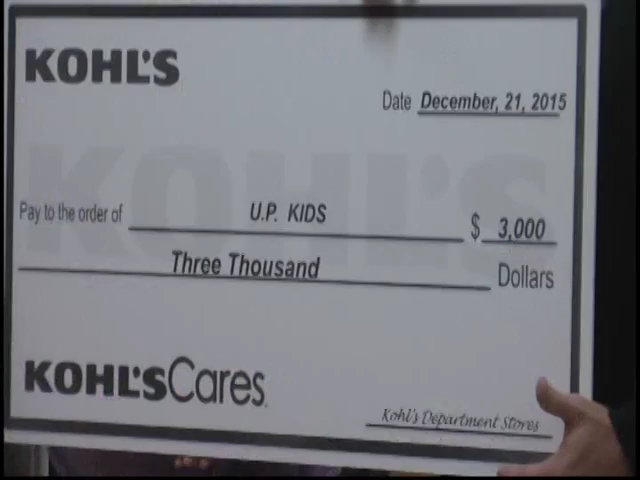 KOHL'S
Date December, 21, 2015
KOHL'S
Pay to the order of U.P. KIDS $ 3,000
Three Thousand Dollars
KOHL'S Cares
Kohl's Department Stores